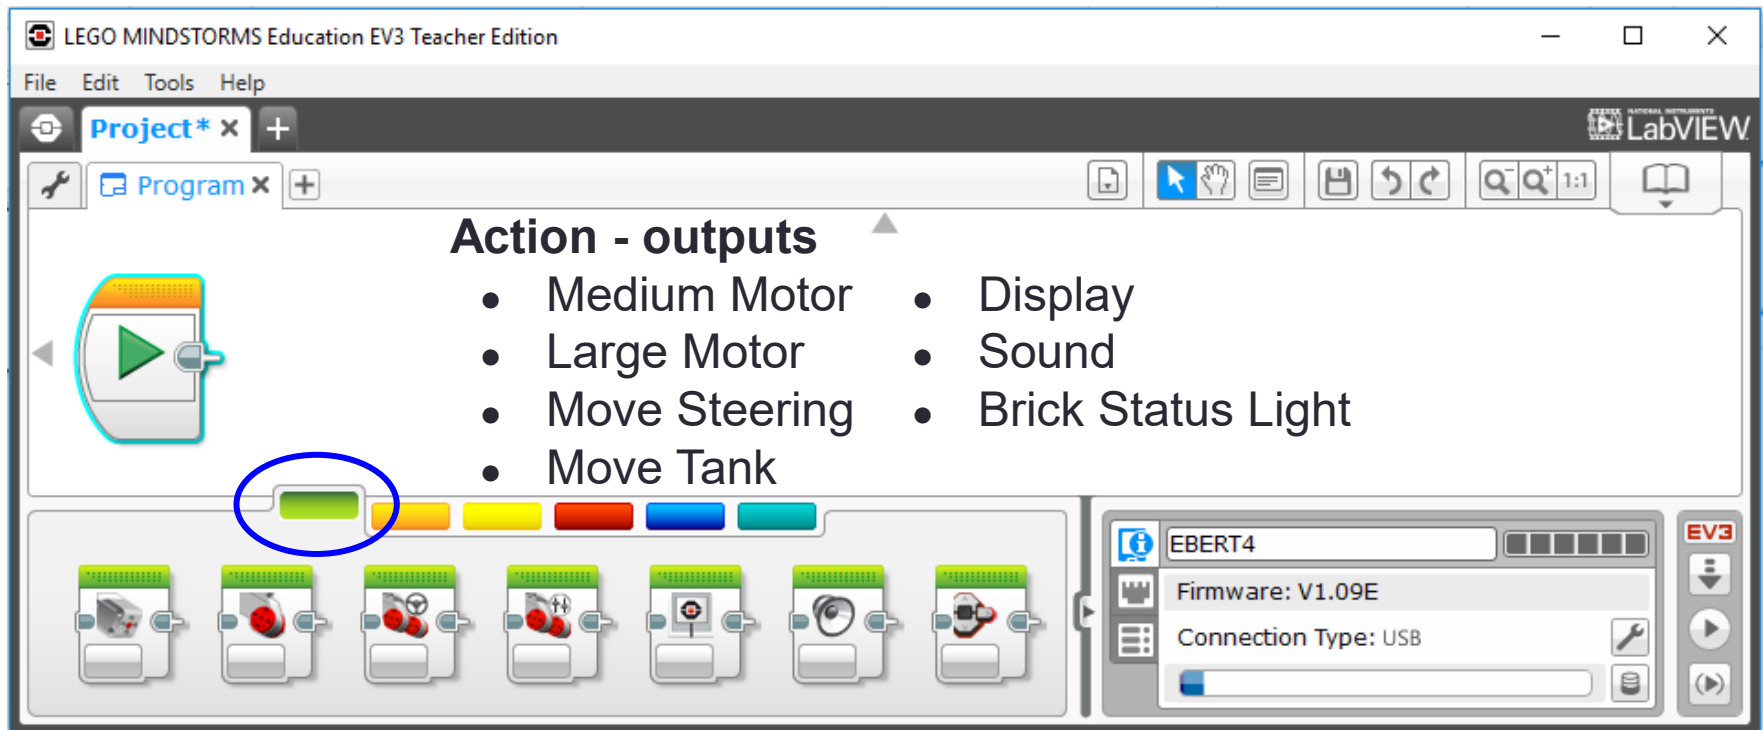 LEGO MINDSTORMS Education EV3 Teacher Edition
File Edit Tools Help
Project* ×
NATIONAL INSTRUMENTS
LabVIEW
Program ×
1:1
Action - outputs
● Medium Motor
● Large Motor
● Move Steering
● Move Tank
● Display
● Sound
● Brick Status Light
EBERT4
EV3
Firmware: V1.09E
Connection Type: USB